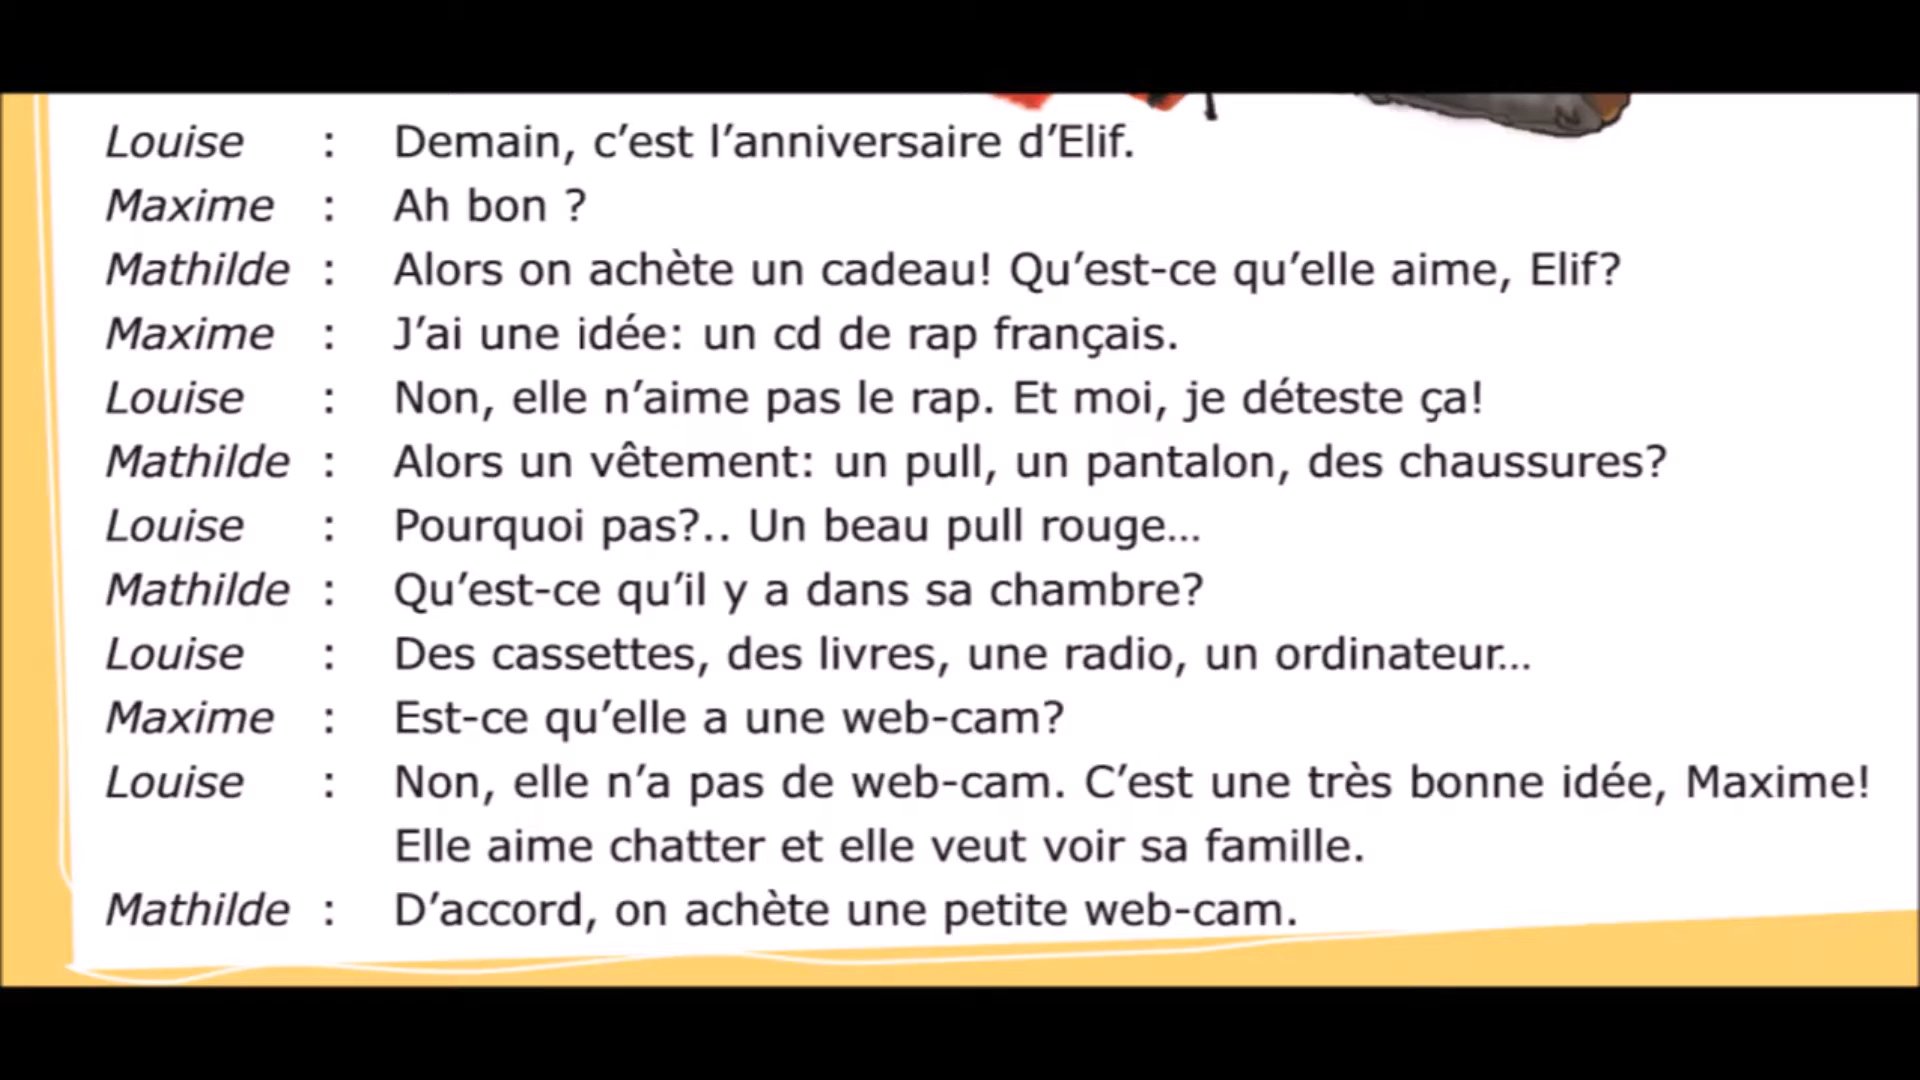 Louise : Demain, c’est l’anniversaire d’Elif.
Maxime : Ah bon ?
Mathilde : Alors on achète un cadeau! Qu’est-ce qu’elle aime, Elif?
Maxime : J’ai une idée: un cd de rap français.
Louise : Non, elle n’aime pas le rap. Et moi, je déteste ça!
Mathilde : Alors un vêtement: un pull, un pantalon, des chaussures?
Louise : Pourquoi pas?.. Un beau pull rouge...
Mathilde : Qu’est-ce qu’il y a dans sa chambre?
Louise : Des cassettes, des livres, une radio, un ordinateur...
Maxime : Est-ce qu’elle a une web-cam?
Louise : Non, elle n’a pas de web-cam. C’est une très bonne idée, Maxime!
Elle aime chatter et elle veut voir sa famille.
Mathilde : D’accord, on achète une petite web-cam.